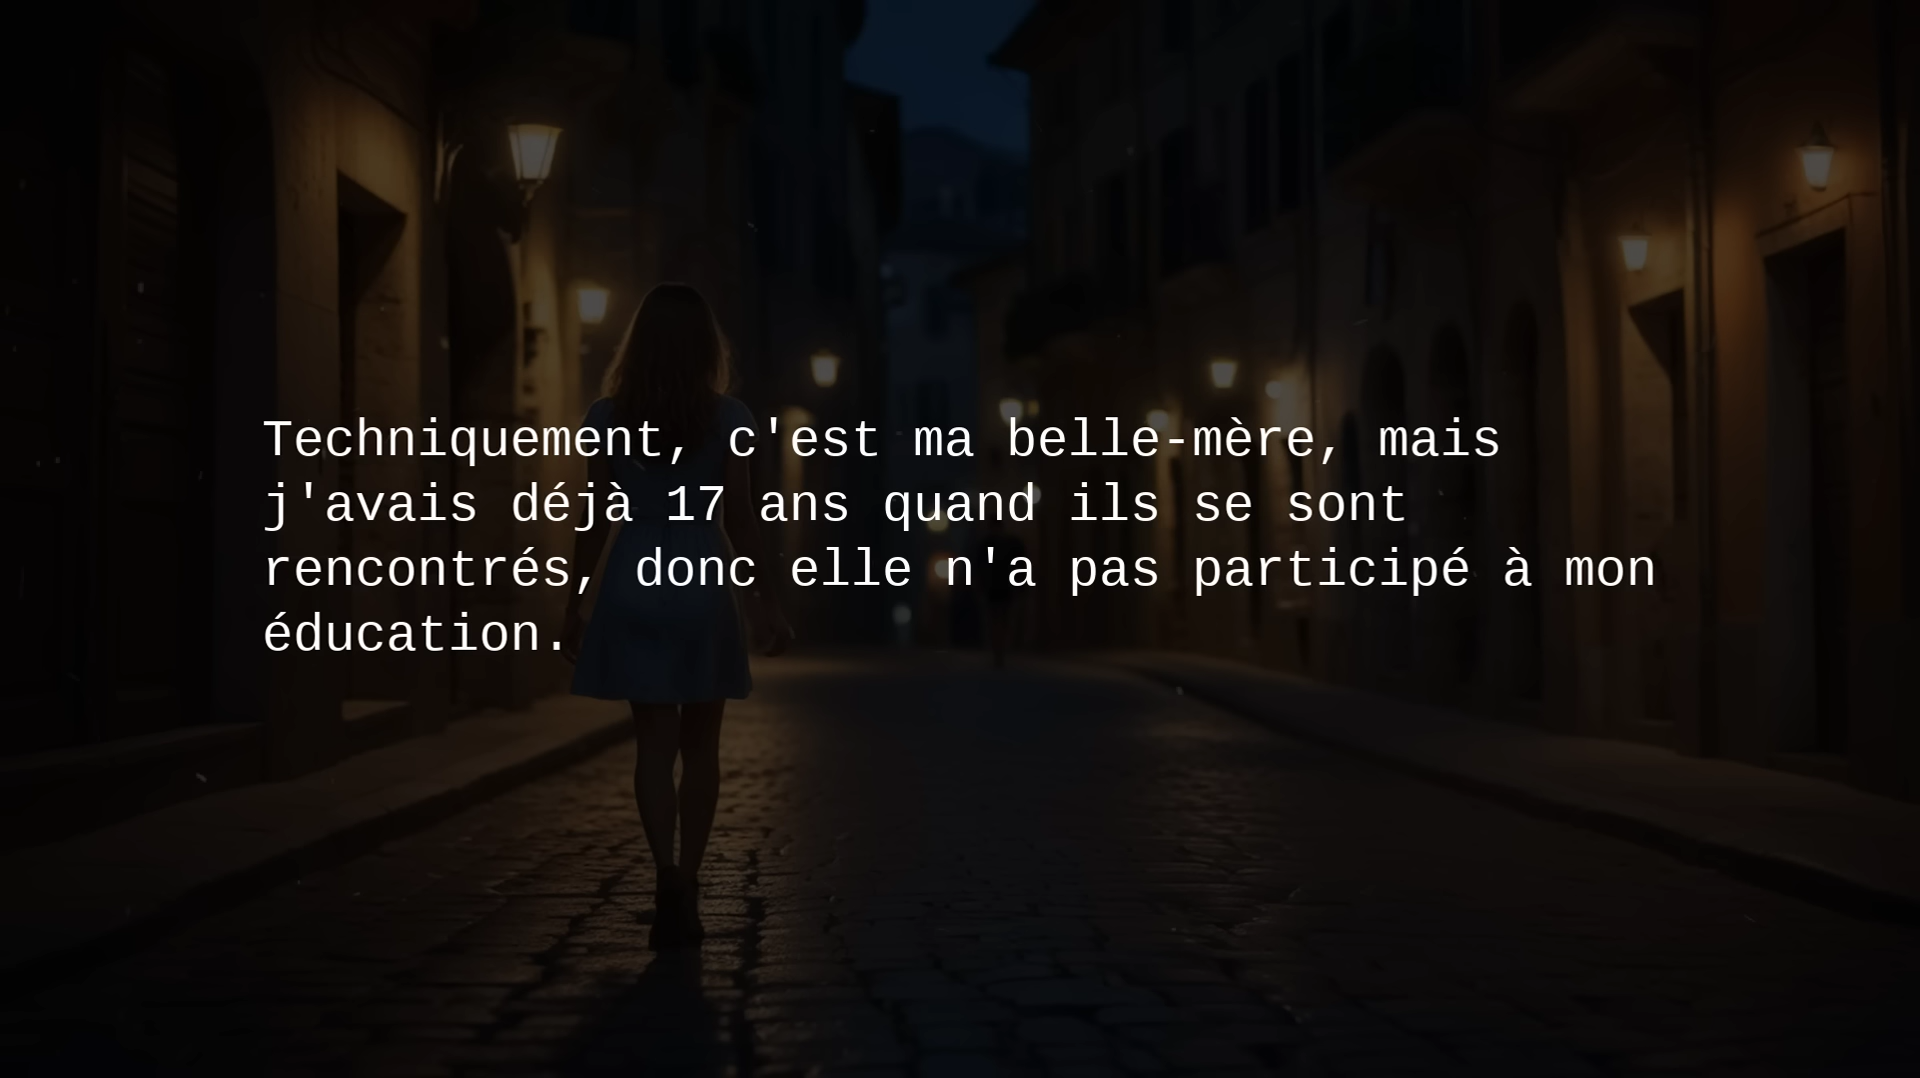 Techniquement, c'est ma belle-mère, mais
j'avais déjà 17 ans quand ils se sont
rencontrés, donc elle n'a pas participé à mon
éducation.